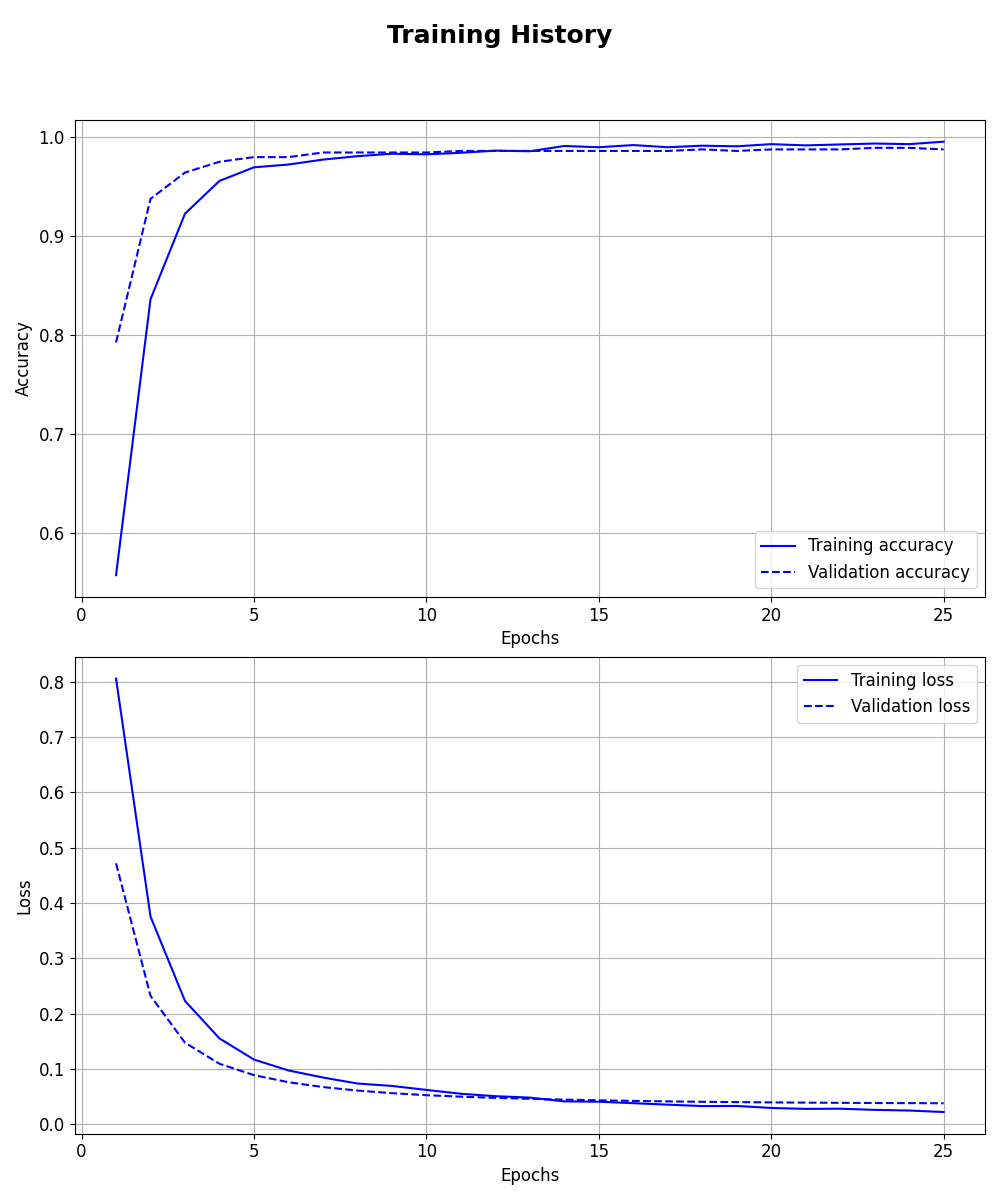 Training History
1.0
0.9
0.8
0.7
0.6
Accuracy
Training accuracy
Validation accuracy
0 5 10 15 20 25
Epochs
0.8
0.7
0.6
0.5
0.4
0.3
0.2
0.1
0.0
Loss
Training loss
Validation loss
0 5 10 15 20 25
Epochs